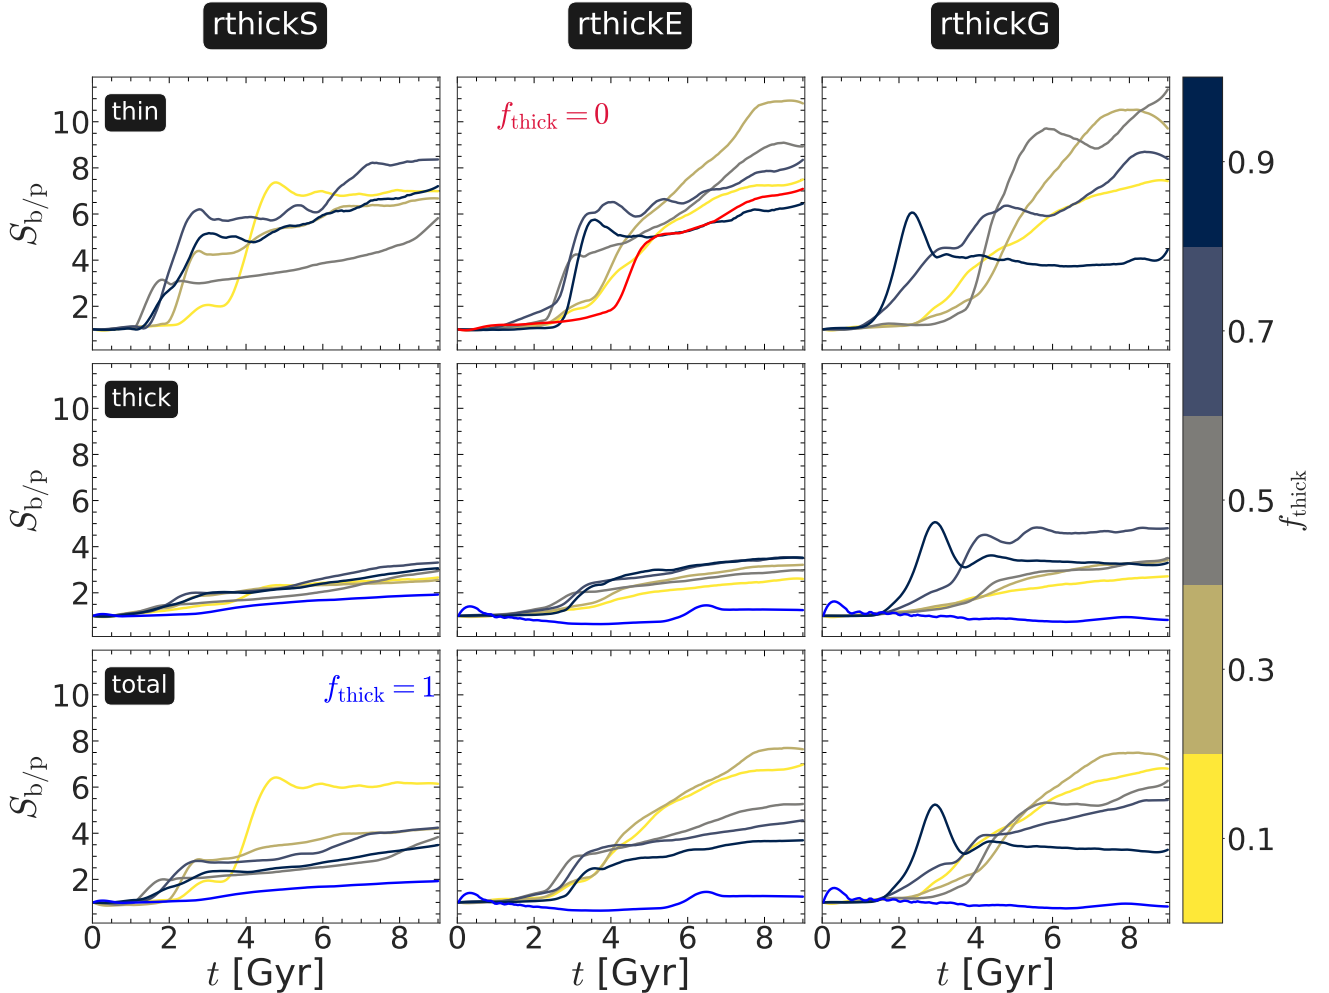 rthickS rthickE rthickG
thin
f_thick = 0
10
8
6
4
2
S_b/p
thick
10
8
6
4
2
S_b/p
total
f_thick = 1
10
8
6
4
2
S_b/p
0 2 4 6 8 0 2 4 6 8 0 2 4 6 8
t [Gyr] t [Gyr] t [Gyr]
0.9
0.7
0.5
0.3
0.1
f_thick